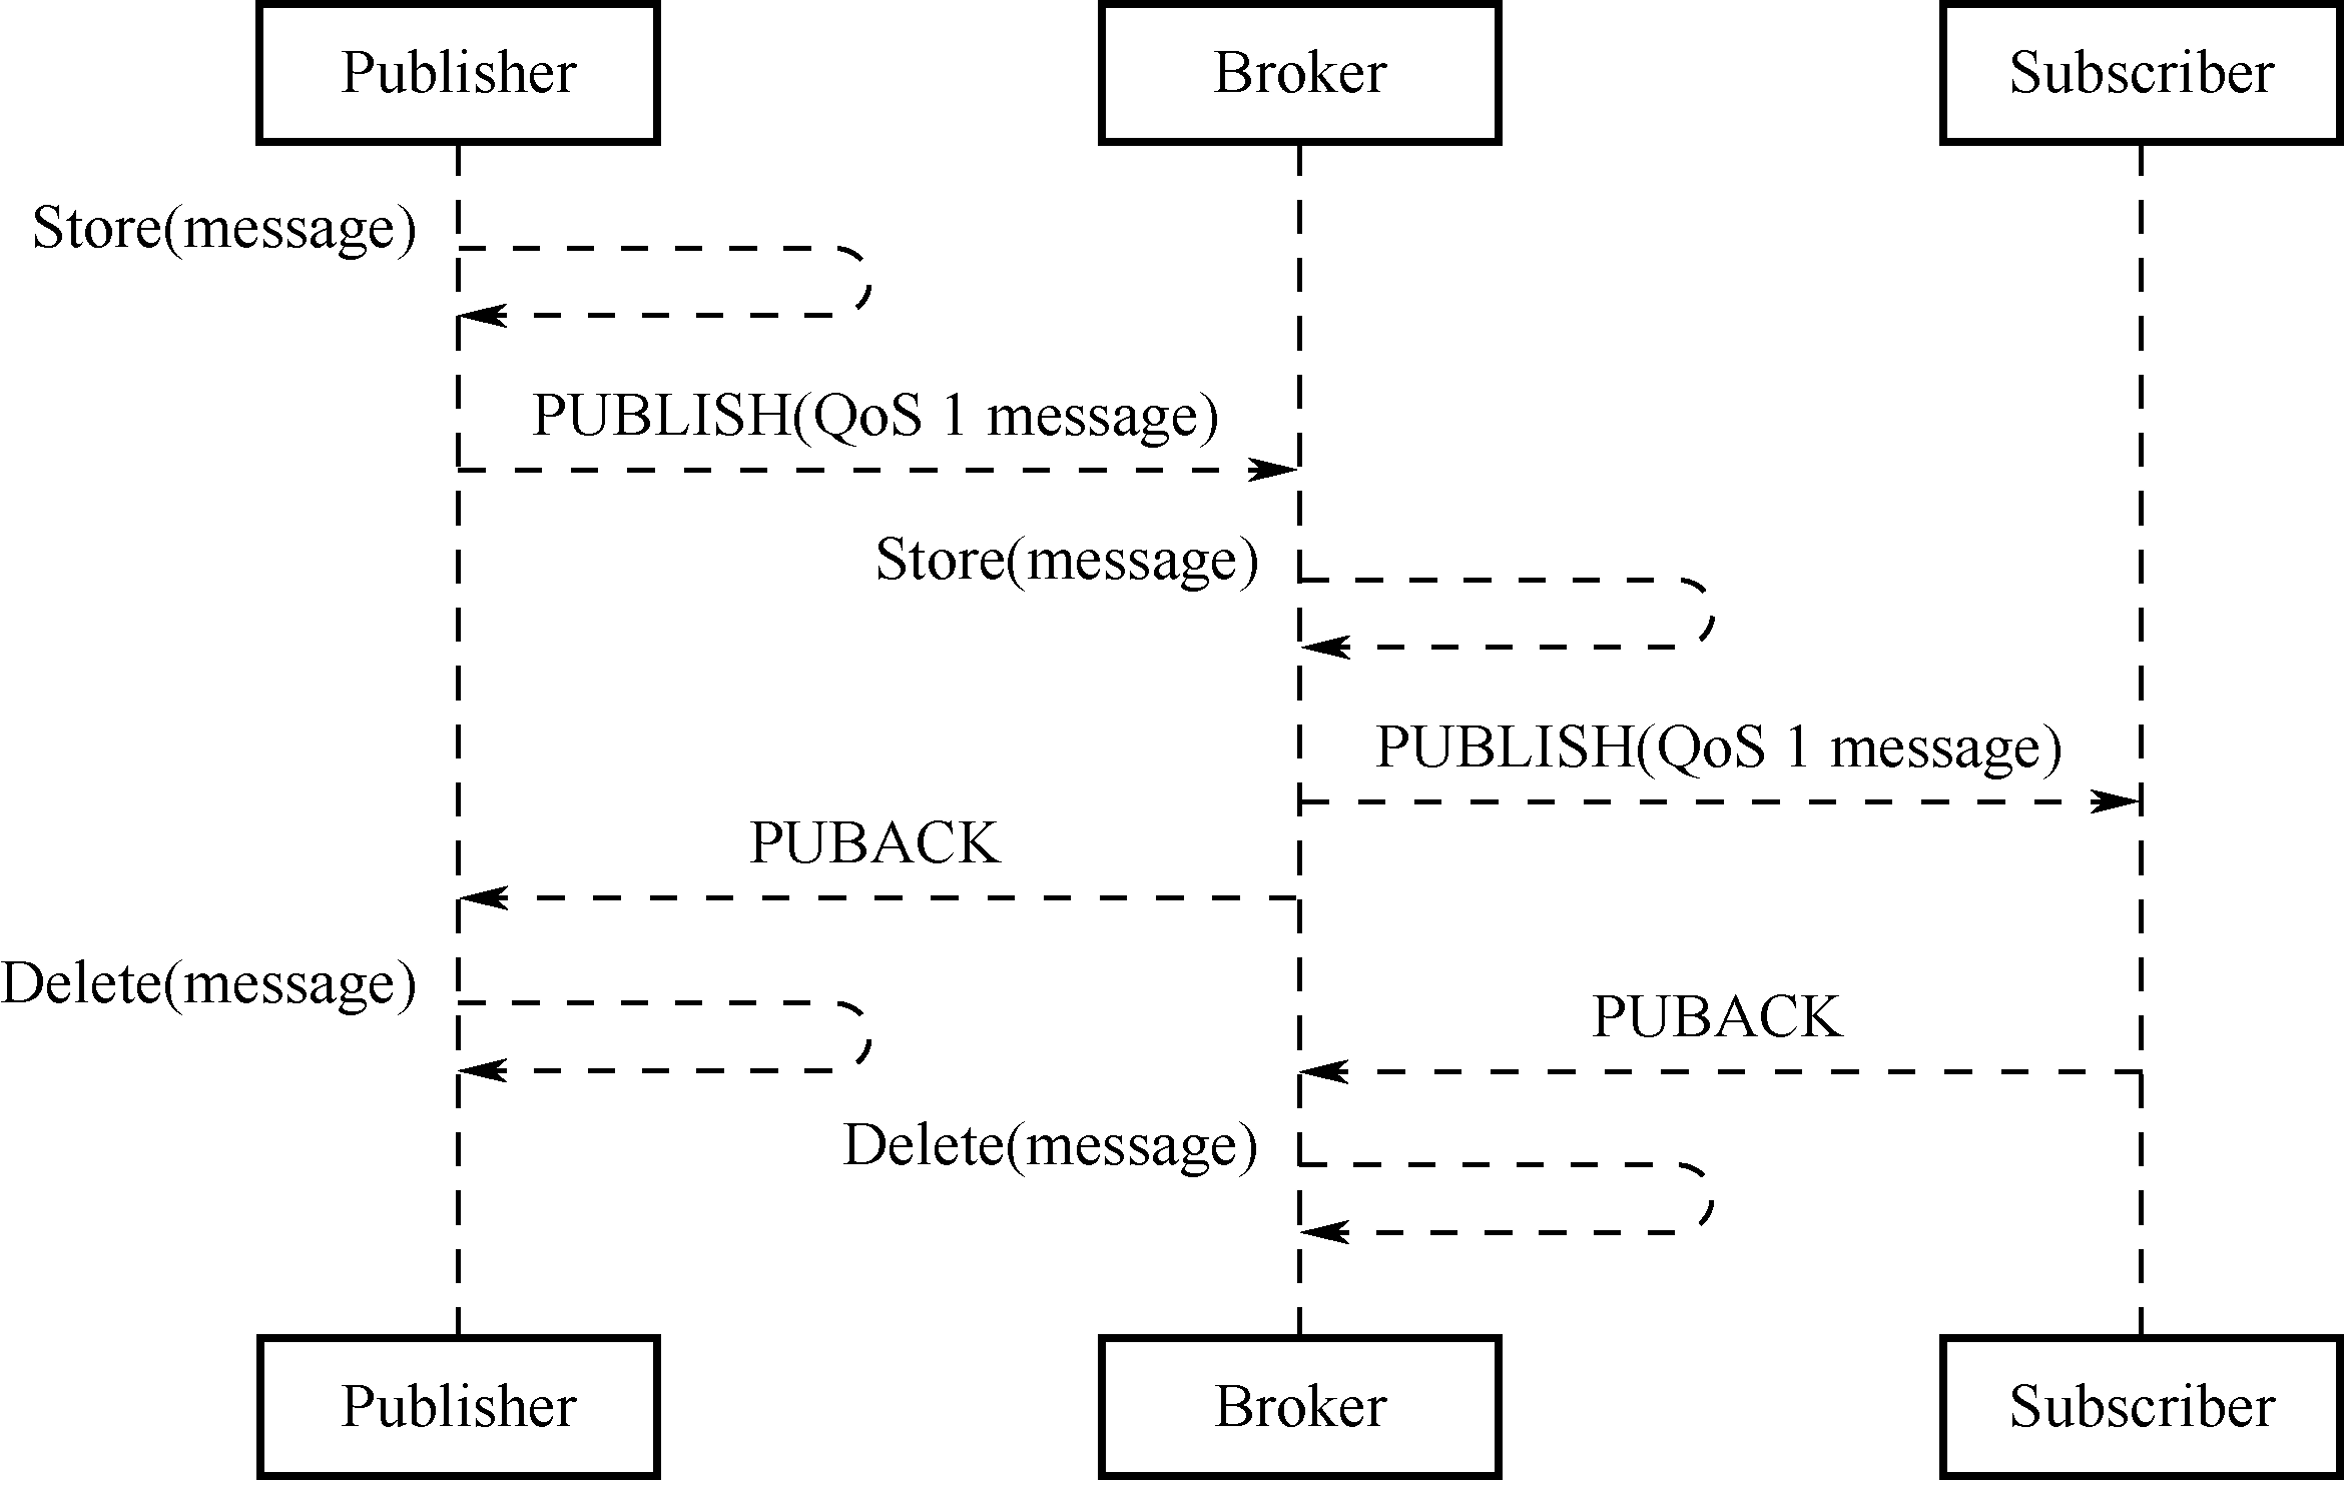 Publisher
Broker
Subscriber
Store(message)
PUBLISH(QoS 1 message)
Store(message)
PUBLISH(QoS 1 message)
PUBACK
Delete(message)
PUBACK
Delete(message)
Publisher
Broker
Subscriber